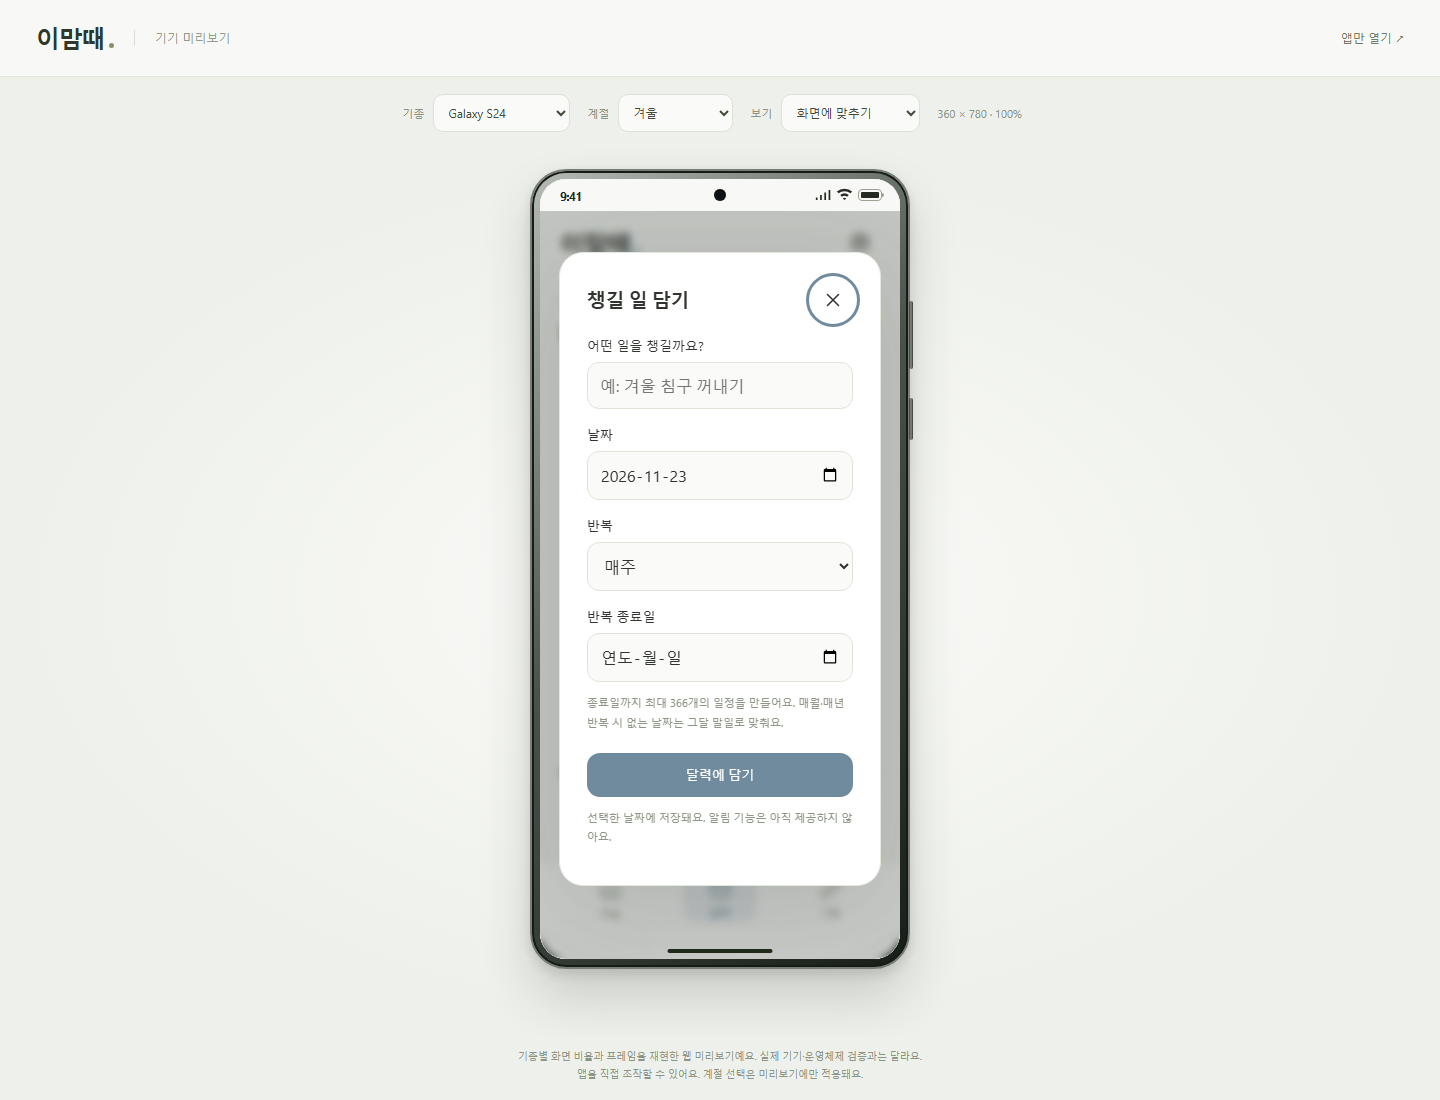 이맘때.
기기 미리보기
앱만 열기 ↗
기종 Galaxy S24 계절 겨울 보기 화면에 맞추기 360 × 780 · 100%
9:41
챙길 일 담기
어떤 일을 챙길까요?
예: 겨울 침구 꺼내기
날짜
2026-11-23
반복
매주
반복 종료일
연도-월-일
종료일까지 최대 366개의 일정을 만들어요. 매월·매년
반복 시 없는 날짜는 그달 말일로 맞춰요.
달력에 담기
선택한 날짜에 저장돼요. 알림 기능은 아직 제공하지 않
아요.
기종별 화면 비율과 프레임을 재현한 웹 미리보기예요. 실제 기기·운영체제 검증과는 달라요.
앱을 직접 조작할 수 있어요. 계절 선택은 미리보기에만 적용돼요.